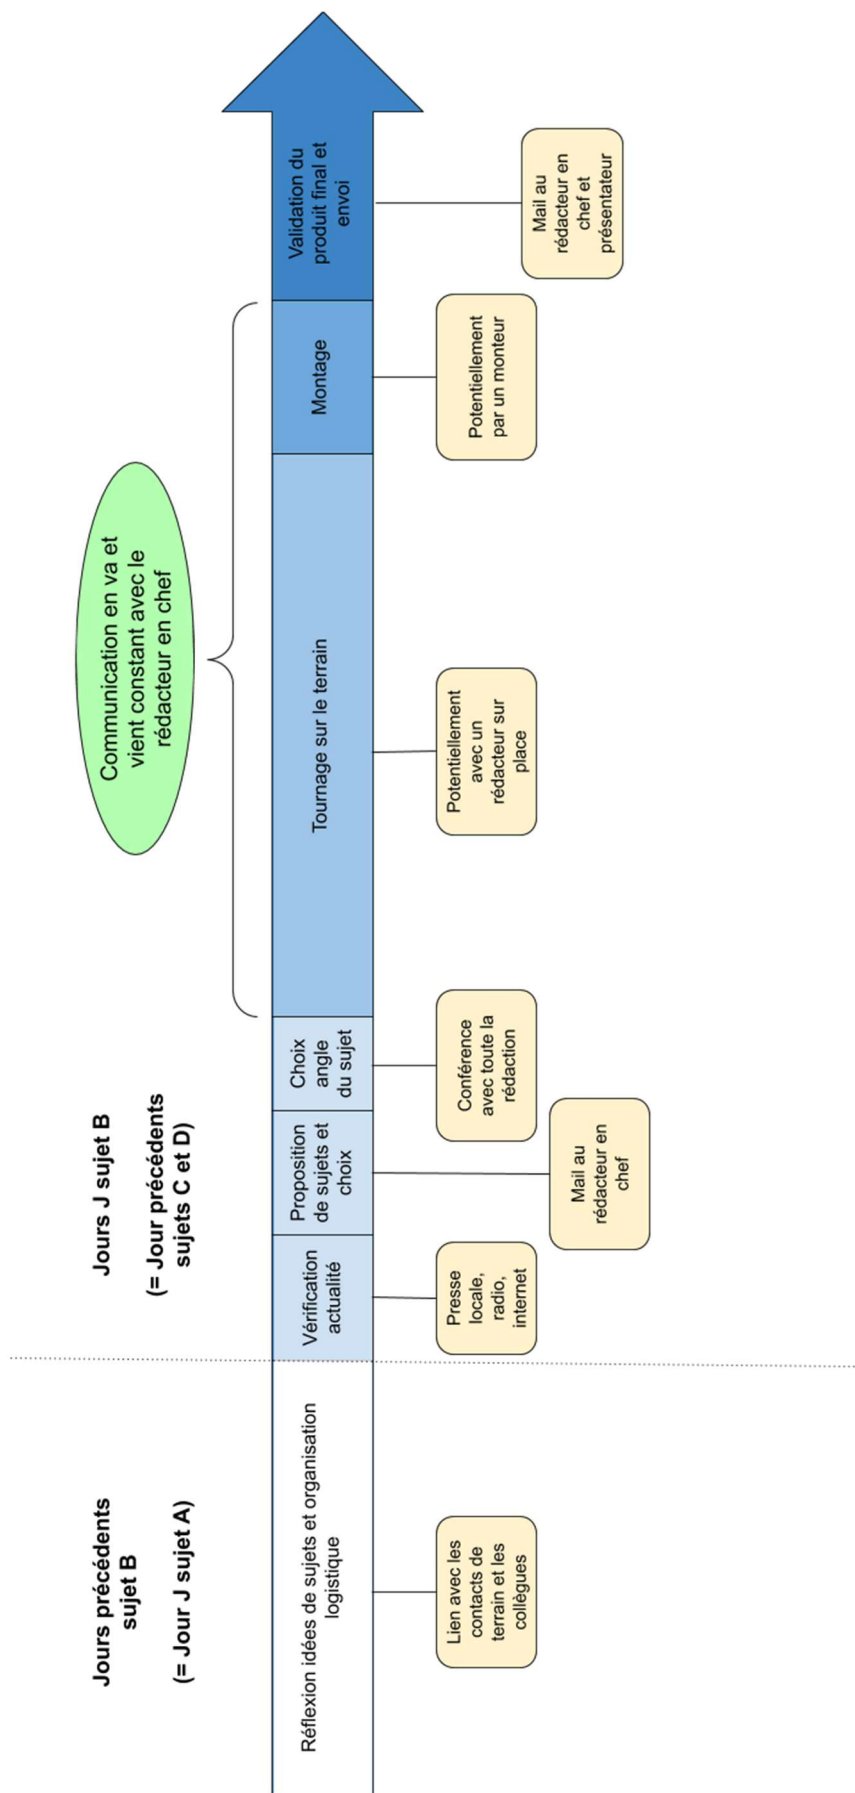 Jours précédents
sujet B
(= Jour J sujet A)
Jours J sujet B
(= Jour précédents
sujets C et D)
Communication en va et
vient constant avec le
rédacteur en chef
Réflexion idées de sujets et organisation
logistique
Vérification
actualité
Proposition
de sujets et
choix
Choix
angle
du sujet
Tournage sur le terrain
Montage
Validation du
produit final et
envoi
Lien avec les
contacts de
terrain et les
collègues
Presse
locale,
radio,
internet
Mail au
rédacteur en
chef
Conférence
avec toute la
rédaction
Potentiellement
avec un
rédacteur sur
place
Potentiellement
par un monteur
Mail au
rédacteur en
chef et
présentateur